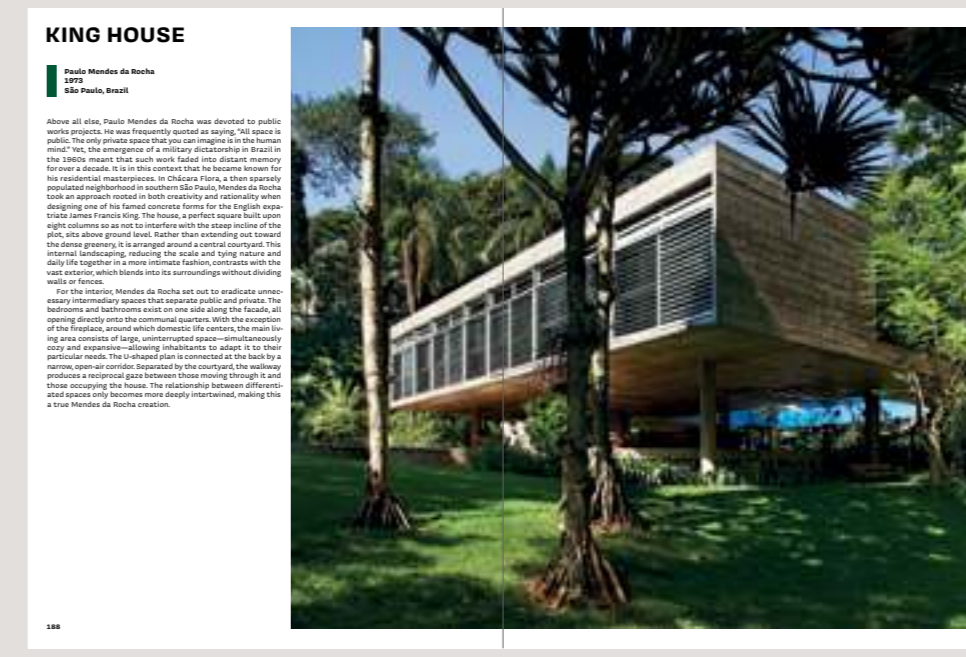 KING HOUSE
Paulo Mendes da Rocha
1973
São Paulo, Brazil
Above all else, Paulo Mendes da Rocha was devoted to public
works projects. He was frequently quoted as saying, "All space is
public. The only private space that you can imagine is in the human
mind." Yet, the emergence of a military dictatorship in Brazil in
the 1960s meant that such work faded into distant memory
for over a decade. It is in this context that he became known for
his residential masterpieces. In Chácara Flora, a then sparsely
populated neighborhood in southern São Paulo, Mendes da Rocha
took an approach rooted in both creativity and rationality when
designing one of his famed concrete forms for the English expa-
triate James Francis King. The house, a perfect square built upon
eight columns so as not to interfere with the steep incline of the
plot, sits above ground level. Rather than extending out toward
the dense greenery, it is arranged around a central courtyard. This
internal landscaping, reducing the scale and tying nature and
daily life together in a more intimate fashion, contrasts with the
vast exterior, which blends into its surroundings without dividing
walls or fences.
For the interior, Mendes da Rocha set out to eradicate unnec-
essary intermediary spaces that separate public and private. The
bedrooms and bathrooms exist on one side along the facade, all
opening directly onto the communal quarters. With the exception
of the fireplace, around which domestic life centers, the main liv-
ing area consists of large, uninterrupted space—simultaneously
cozy and expansive—allowing inhabitants to adapt it to their
particular needs. The U-shaped plan is connected at the back by a
narrow, open-air corridor. Separated by the courtyard, the walkway
produces a reciprocal gaze between those moving through it and
those occupying the house. The relationship between differenti-
ated spaces only becomes more deeply intertwined, making this
a true Mendes da Rocha creation.
188